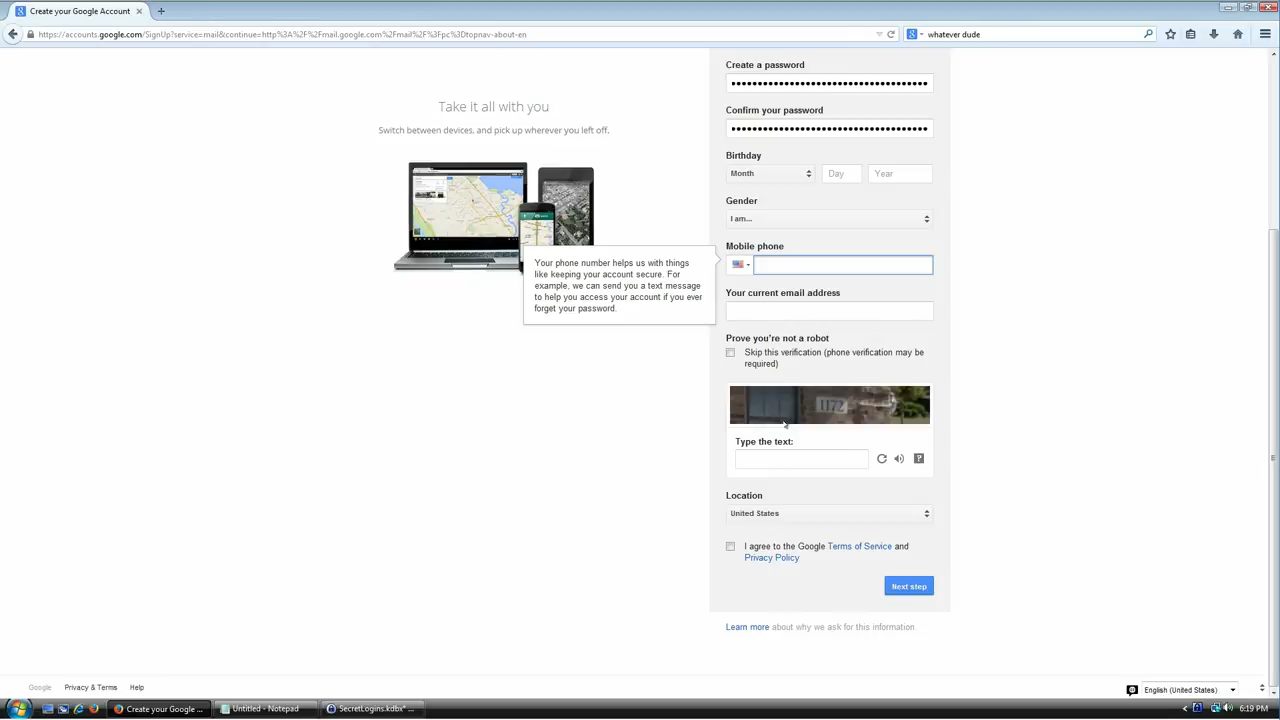 Create your Google Account
https://accounts.google.com/SignUp?service=mail&continue=http%3A%2F%2Fmail.google.com%2Fmail%2F%3Fpc%3Dtopnav-about-en
whatever dude
Take it all with you
Switch between devices, and pick up wherever you left off.
Create a password
Confirm your password
Birthday
Month
Day
Year
Gender
I am...
Mobile phone
Your phone number helps us with things
like keeping your account secure. For
example, we can send you a text message
to help you access your account if you ever
forget your password.
Your current email address
Prove you're not a robot
Skip this verification (phone verification may be
required)
1172
Type the text:
Location
United States
I agree to the Google Terms of Service and
Privacy Policy
Next step
Learn more about why we ask for this information
Google
Privacy & Terms
Help
English (United States)
Create your Google ...
Untitled - Notepad
SecretLogins.kdbx* ...
6:19 PM